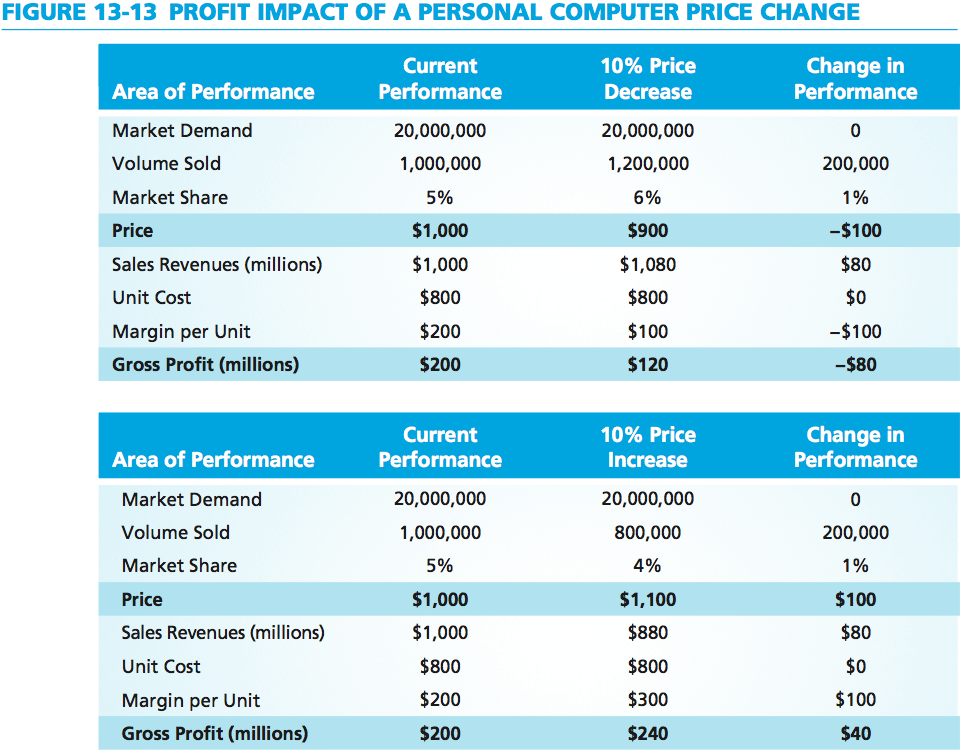 FIGURE 13-13 PROFIT IMPACT OF A PERSONAL COMPUTER PRICE CHANGE
Area of Performance Current Performance 10% Price Decrease Change in Performance
Market Demand 20,000,000 20,000,000 0
Volume Sold 1,000,000 1,200,000 200,000
Market Share 5% 6% 1%
Price $1,000 $900 –$100
Sales Revenues (millions) $1,000 $1,080 $80
Unit Cost $800 $800 $0
Margin per Unit $200 $100 –$100
Gross Profit (millions) $200 $120 –$80
Area of Performance Current Performance 10% Price Increase Change in Performance
Market Demand 20,000,000 20,000,000 0
Volume Sold 1,000,000 800,000 200,000
Market Share 5% 4% 1%
Price $1,000 $1,100 $100
Sales Revenues (millions) $1,000 $880 $80
Unit Cost $800 $800 $0
Margin per Unit $200 $300 $100
Gross Profit (millions) $200 $240 $40